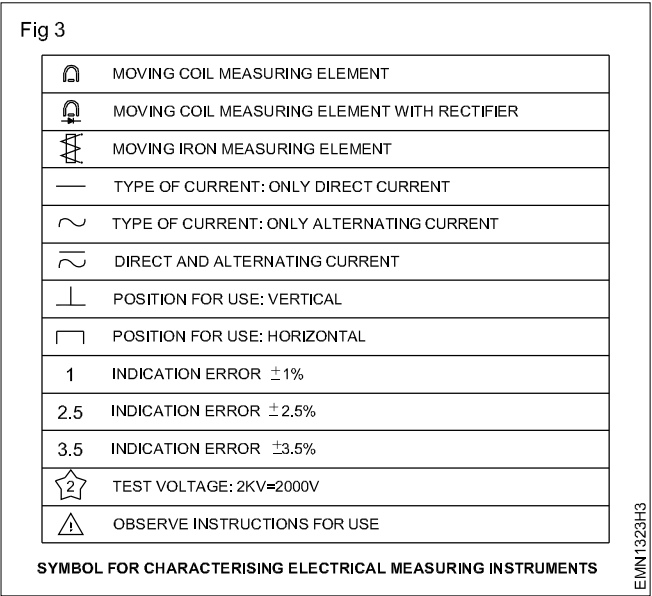 Fig 3
MOVING COIL MEASURING ELEMENT
MOVING COIL MEASURING ELEMENT WITH RECTIFIER
MOVING IRON MEASURING ELEMENT
TYPE OF CURRENT: ONLY DIRECT CURRENT
TYPE OF CURRENT: ONLY ALTERNATING CURRENT
DIRECT AND ALTERNATING CURRENT
POSITION FOR USE: VERTICAL
POSITION FOR USE: HORIZONTAL
1 INDICATION ERROR ±1%
2.5 INDICATION ERROR ±2.5%
3.5 INDICATION ERROR ±3.5%
2 TEST VOLTAGE: 2KV=2000V
! OBSERVE INSTRUCTIONS FOR USE
SYMBOL FOR CHARACTERISING ELECTRICAL MEASURING INSTRUMENTS
EMN1323H3